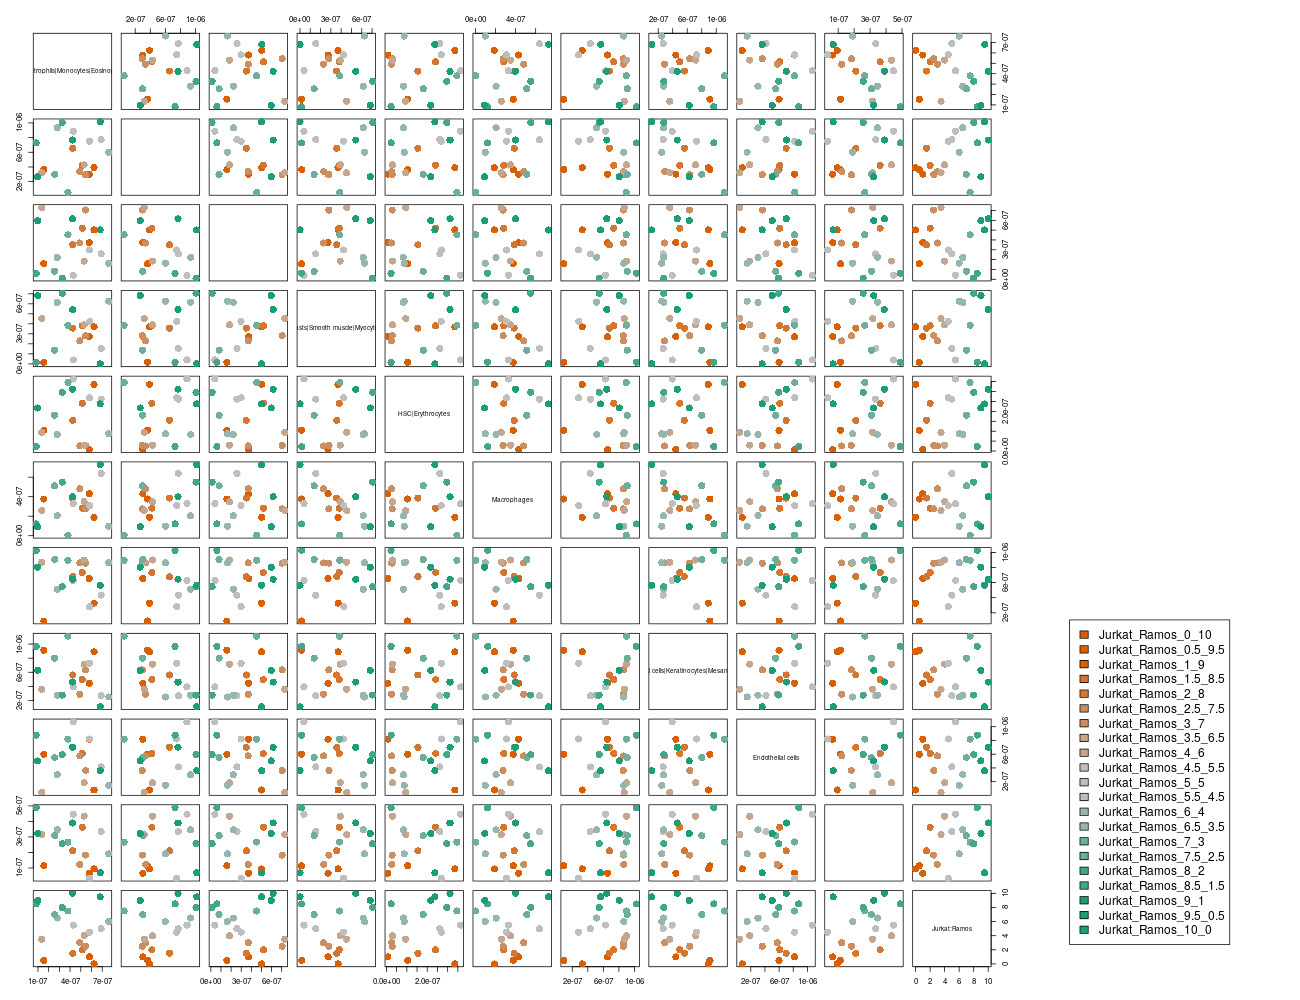 2e-07 6e-07 1e-06 0e+00 3e-07 6e-07 0e+00 4e-07 2e-07 6e-07 1e-06 1e-07 3e-07 5e-07
trophils|Monocytes|Eosino
1e-07 4e-07 7e-07
2e-07 6e-07 1e-06
0e+00 3e-07 6e-07
0e+00 3e-07 6e-07
sts|Smooth muscle|Myocyt
HSC|Erythrocytes
0.0e+00 2.0e-07
0e+00 4e-07
Macrophages
2e-07 6e-07 1e-06
2e-07 6e-07 1e-06
l cells|Keratinocytes|Mesan
Endothelial cells
2e-07 6e-07 1e-06
1e-07 3e-07 5e-07
Jurkat:Ramos
0 2 4 6 8 10
1e-07 4e-07 7e-07 0e+00 3e-07 6e-07 0.0e+00 2.0e-07 2e-07 6e-07 1e-06 2e-07 6e-07 1e-06 0 2 4 6 8 10
Jurkat_Ramos_0_10
Jurkat_Ramos_0.5_9.5
Jurkat_Ramos_1_9
Jurkat_Ramos_1.5_8.5
Jurkat_Ramos_2_8
Jurkat_Ramos_2.5_7.5
Jurkat_Ramos_3_7
Jurkat_Ramos_3.5_6.5
Jurkat_Ramos_4_6
Jurkat_Ramos_4.5_5.5
Jurkat_Ramos_5_5
Jurkat_Ramos_5.5_4.5
Jurkat_Ramos_6_4
Jurkat_Ramos_6.5_3.5
Jurkat_Ramos_7_3
Jurkat_Ramos_7.5_2.5
Jurkat_Ramos_8_2
Jurkat_Ramos_8.5_1.5
Jurkat_Ramos_9_1
Jurkat_Ramos_9.5_0.5
Jurkat_Ramos_10_0